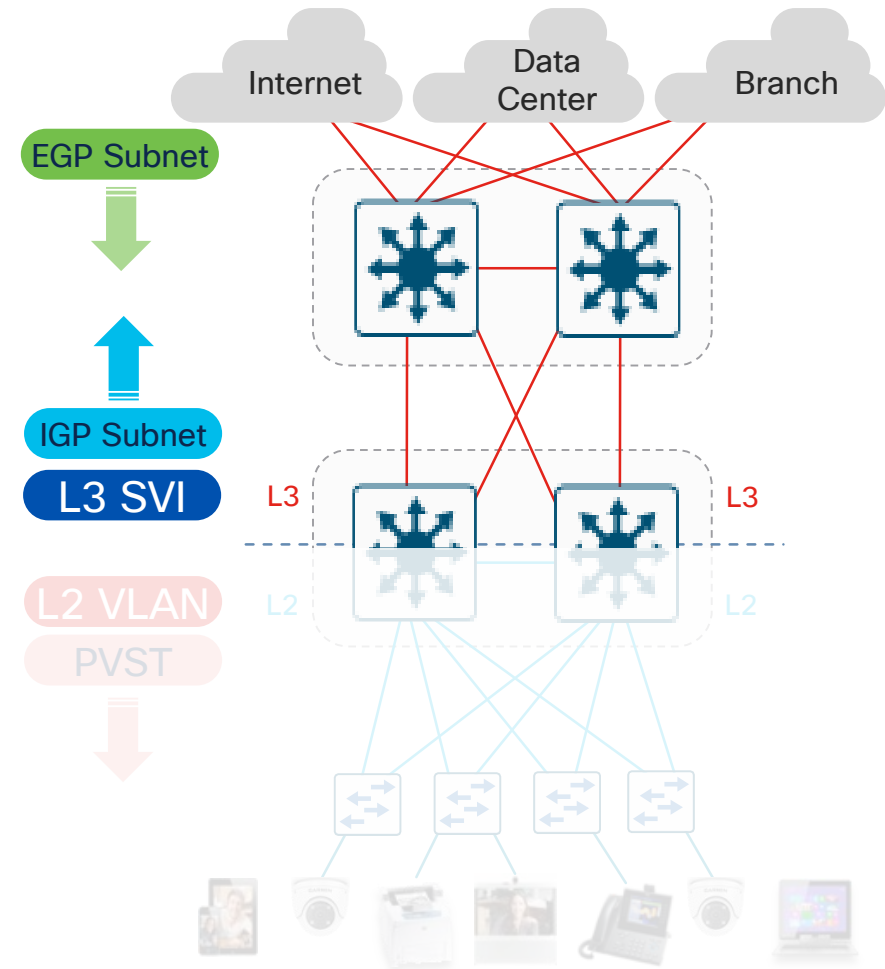 Internet
Data
Center
Branch
EGP Subnet
IGP Subnet
L3 SVI
L3
L3
L2 VLAN
L2
L2
PVST